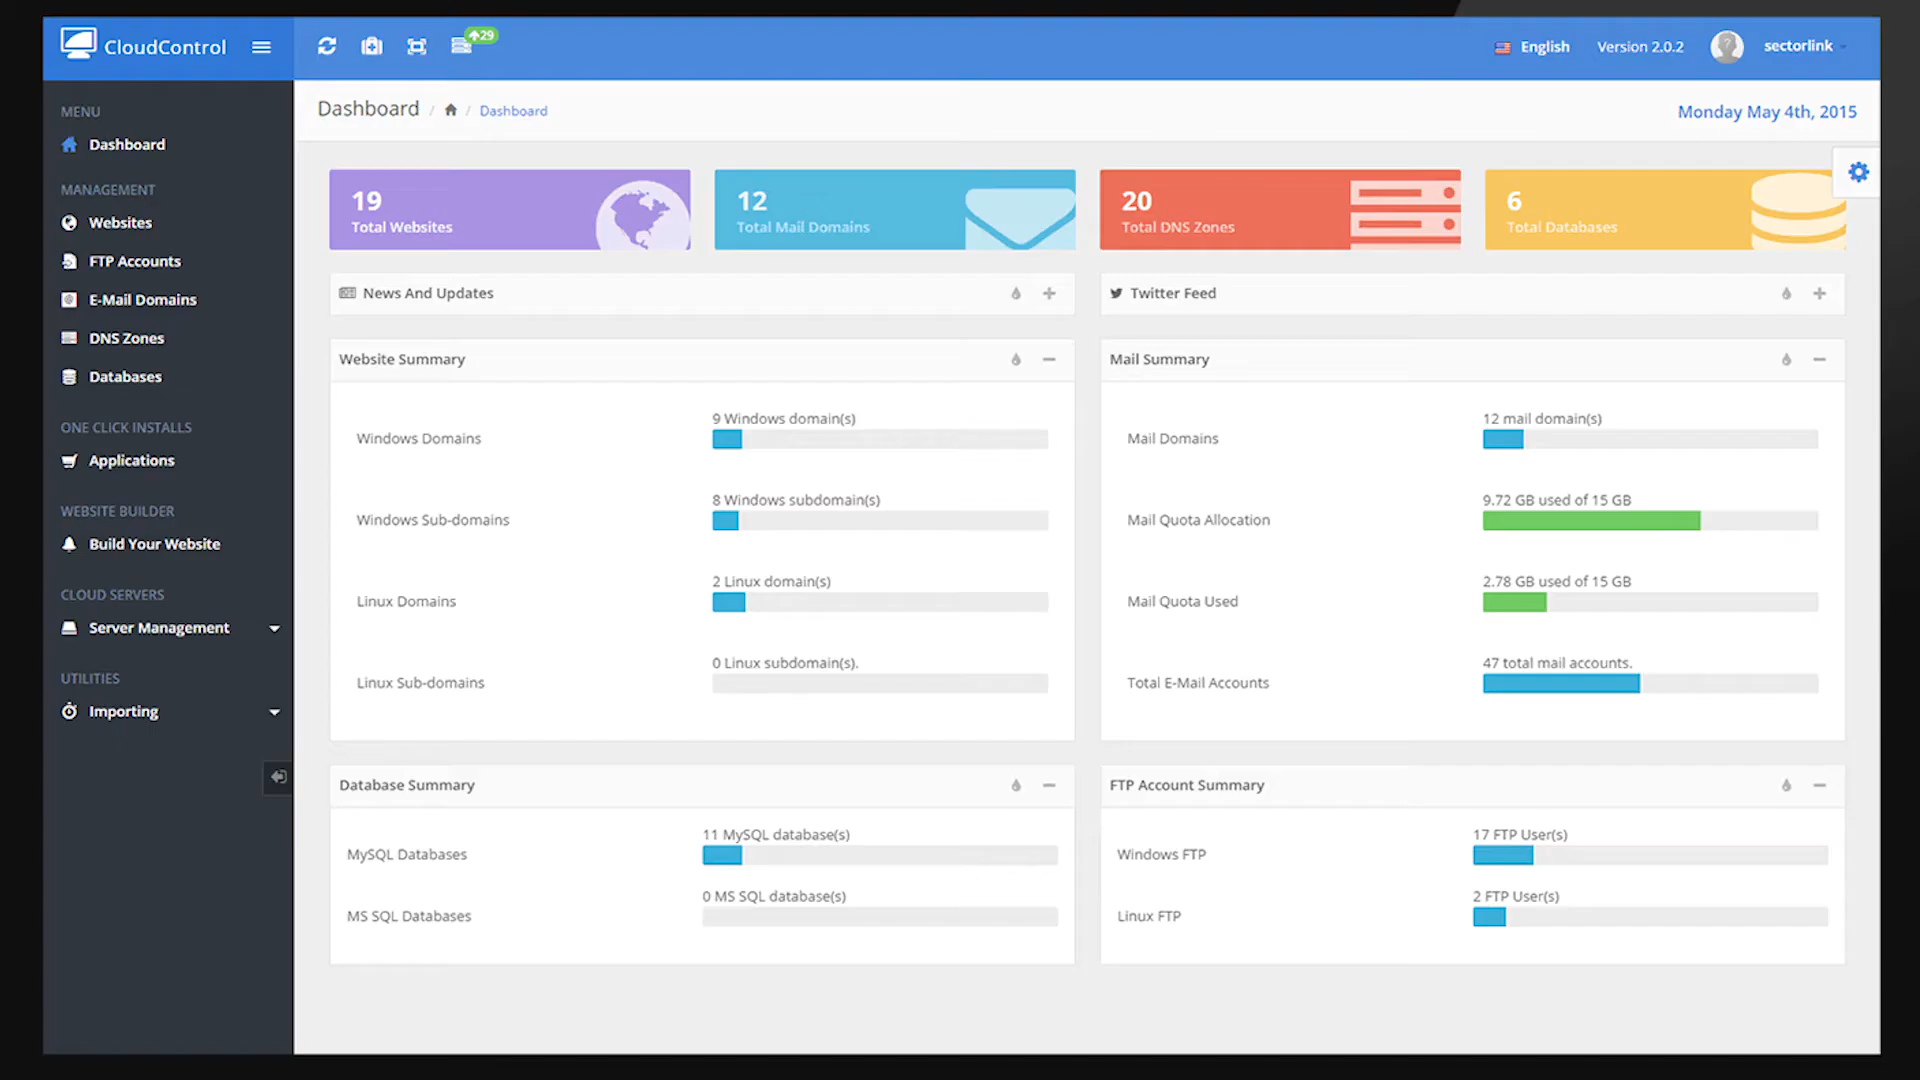 CloudControl
29
English
Version 2.0.2
sectorlink
MENU
Dashboard
MANAGEMENT
Websites
FTP Accounts
E-Mail Domains
DNS Zones
Databases
ONE CLICK INSTALLS
Applications
WEBSITE BUILDER
Build Your Website
CLOUD SERVERS
Server Management
UTILITIES
Importing
Dashboard / / Dashboard
Monday May 4th, 2015
19
Total Websites
12
Total Mail Domains
20
Total DNS Zones
6
Total Databases
News And Updates
Twitter Feed
Website Summary
Windows Domains
9 Windows domain(s)
Windows Sub-domains
8 Windows subdomain(s)
Linux Domains
2 Linux domain(s)
Linux Sub-domains
0 Linux subdomain(s).
Mail Summary
Mail Domains
12 mail domain(s)
Mail Quota Allocation
9.72 GB used of 15 GB
Mail Quota Used
2.78 GB used of 15 GB
Total E-Mail Accounts
47 total mail accounts.
Database Summary
MySQL Databases
11 MySQL database(s)
MS SQL Databases
0 MS SQL database(s)
FTP Account Summary
Windows FTP
17 FTP User(s)
Linux FTP
2 FTP User(s)